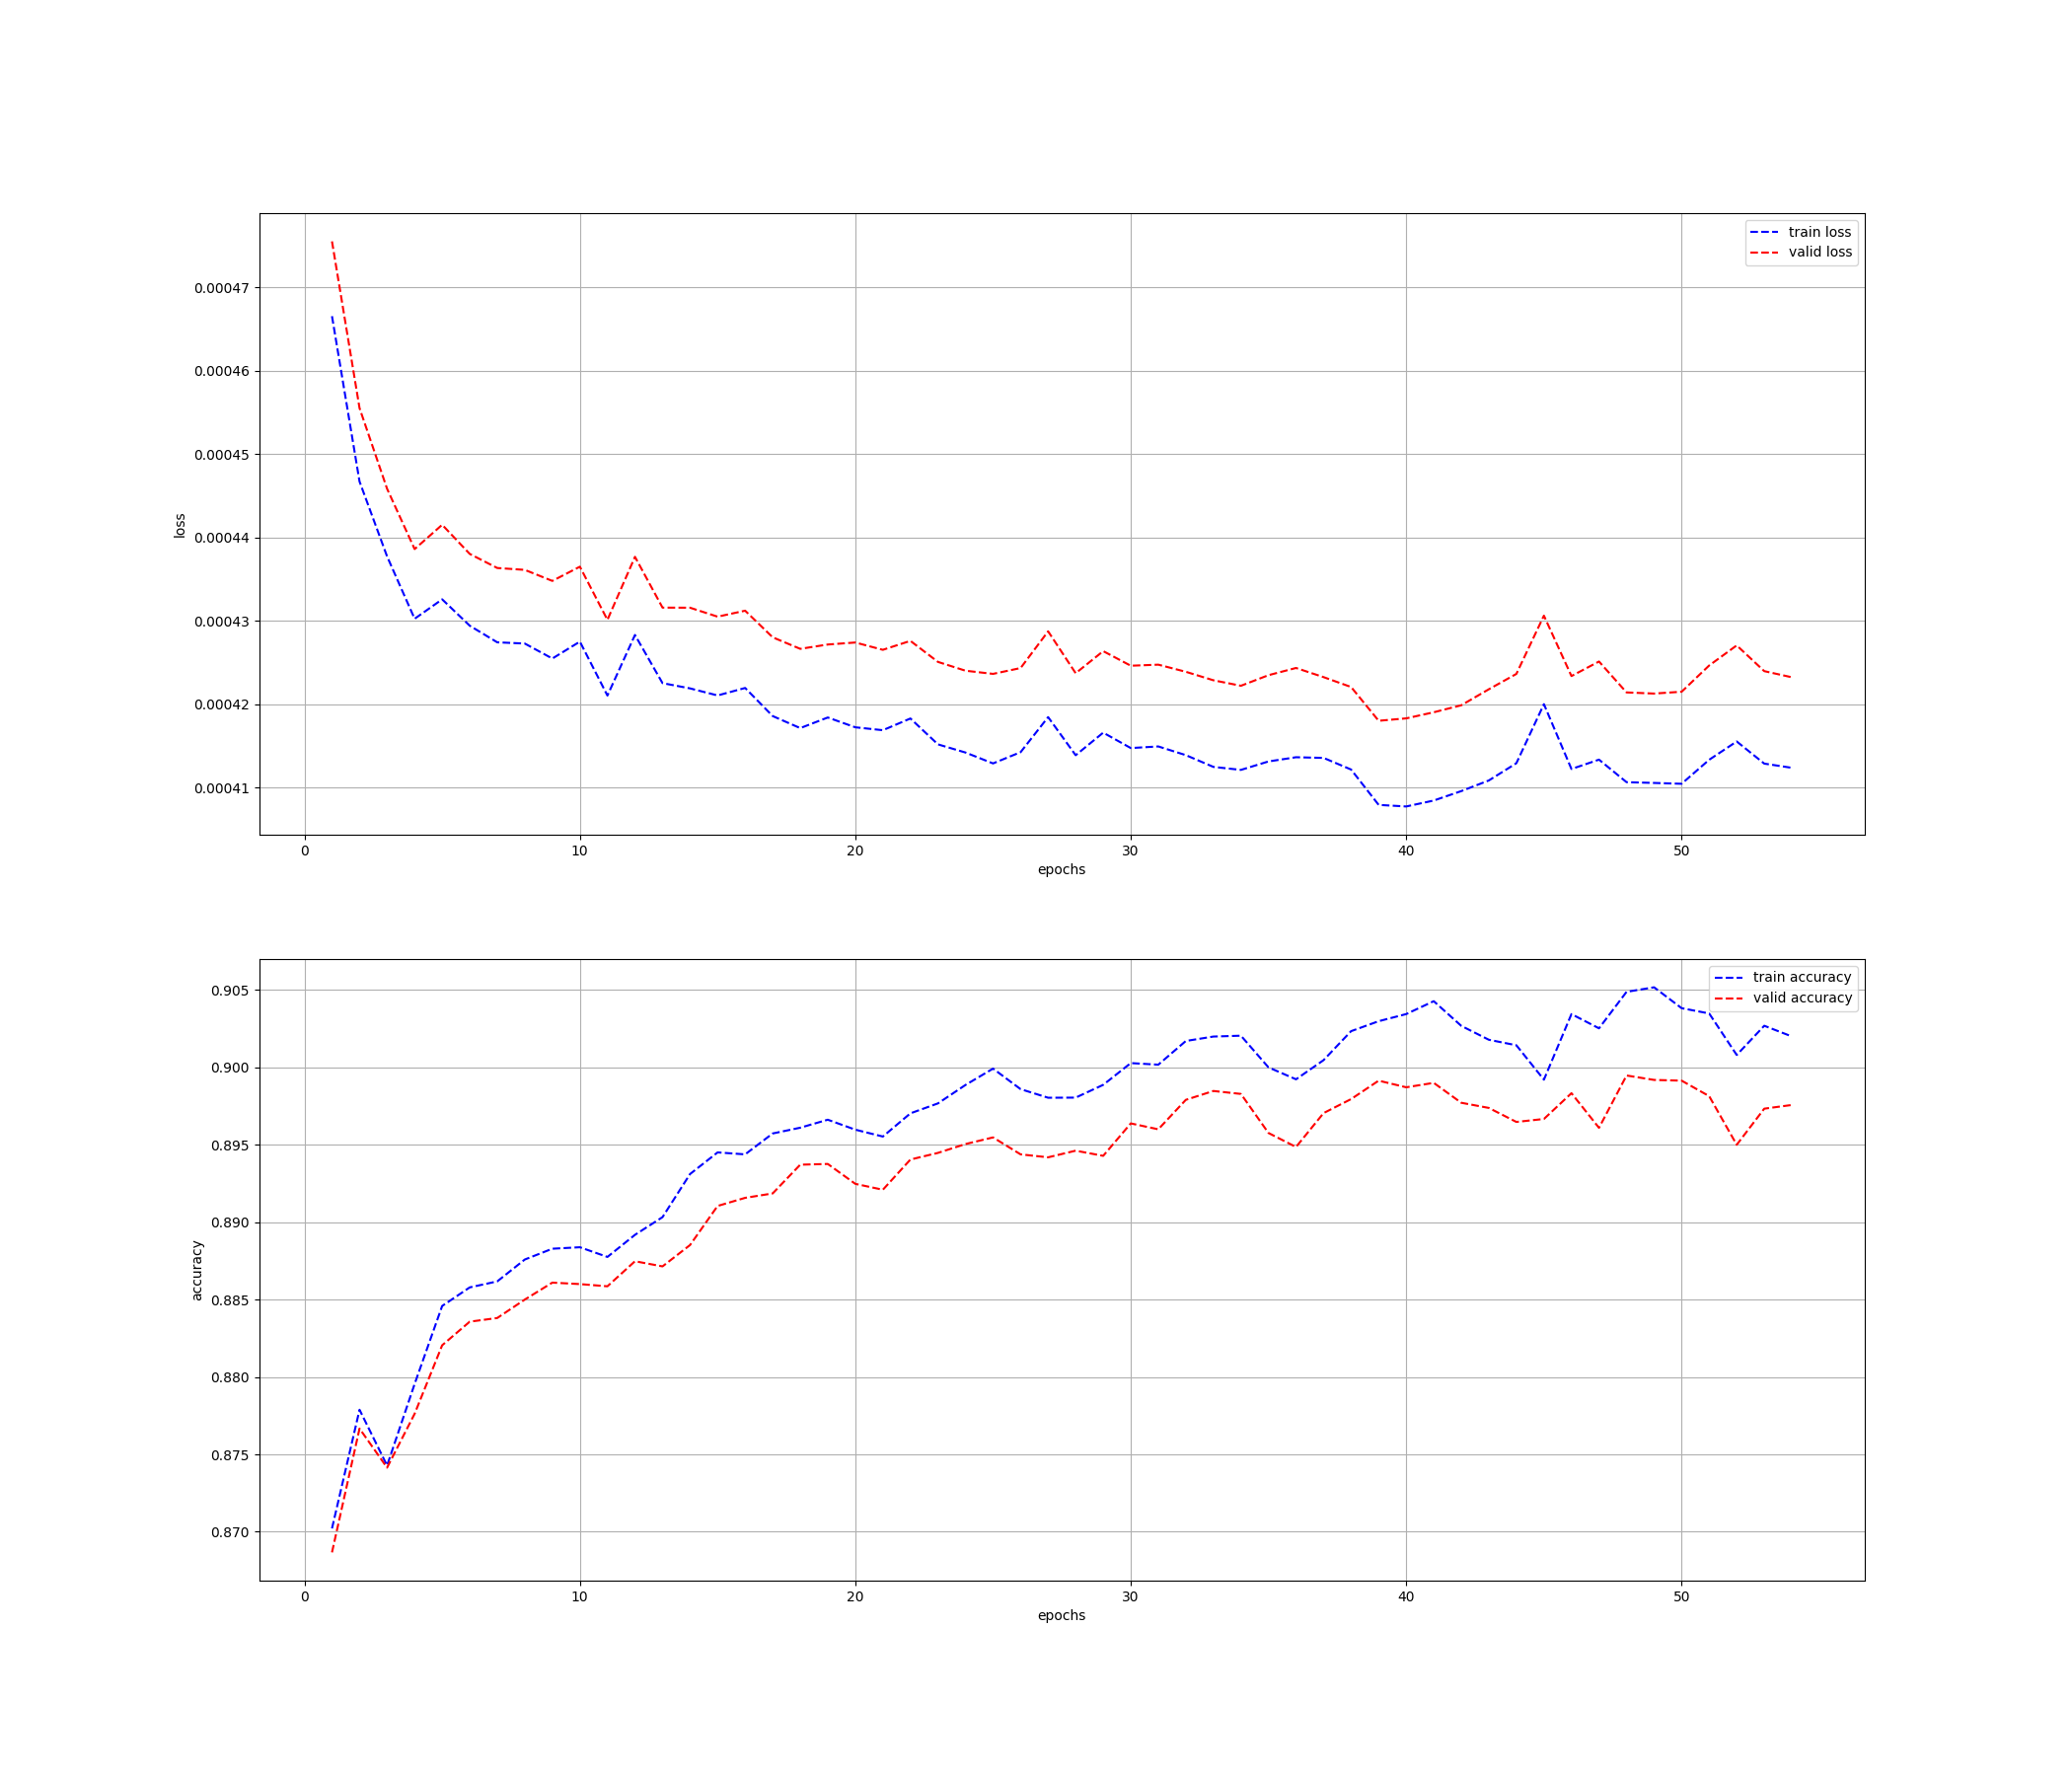 train loss
valid loss
0.00047
0.00046
0.00045
0.00044
0.00043
0.00042
0.00041
loss
0 10 20 30 40 50
epochs
train accuracy
valid accuracy
0.905
0.900
0.895
0.890
0.885
0.880
0.875
0.870
accuracy
0 10 20 30 40 50
epochs